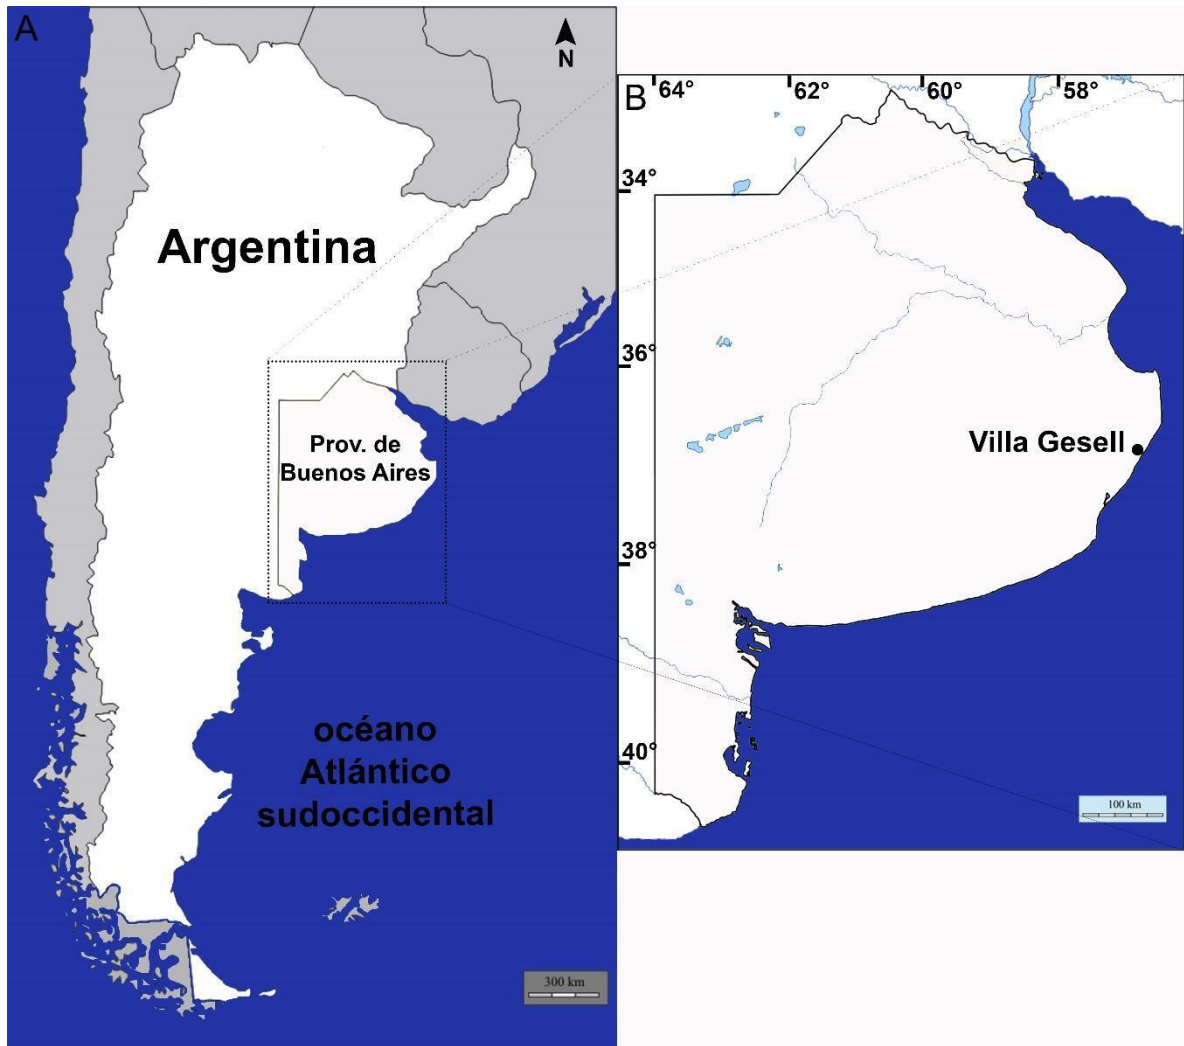 A
N
Argentina
Prov. de
Buenos Aires
océano
Atlántico
sudoccidental
300 km
B
64°
62°
60°
58°
34°
36°
Villa Gesell
38°
40°
100 km